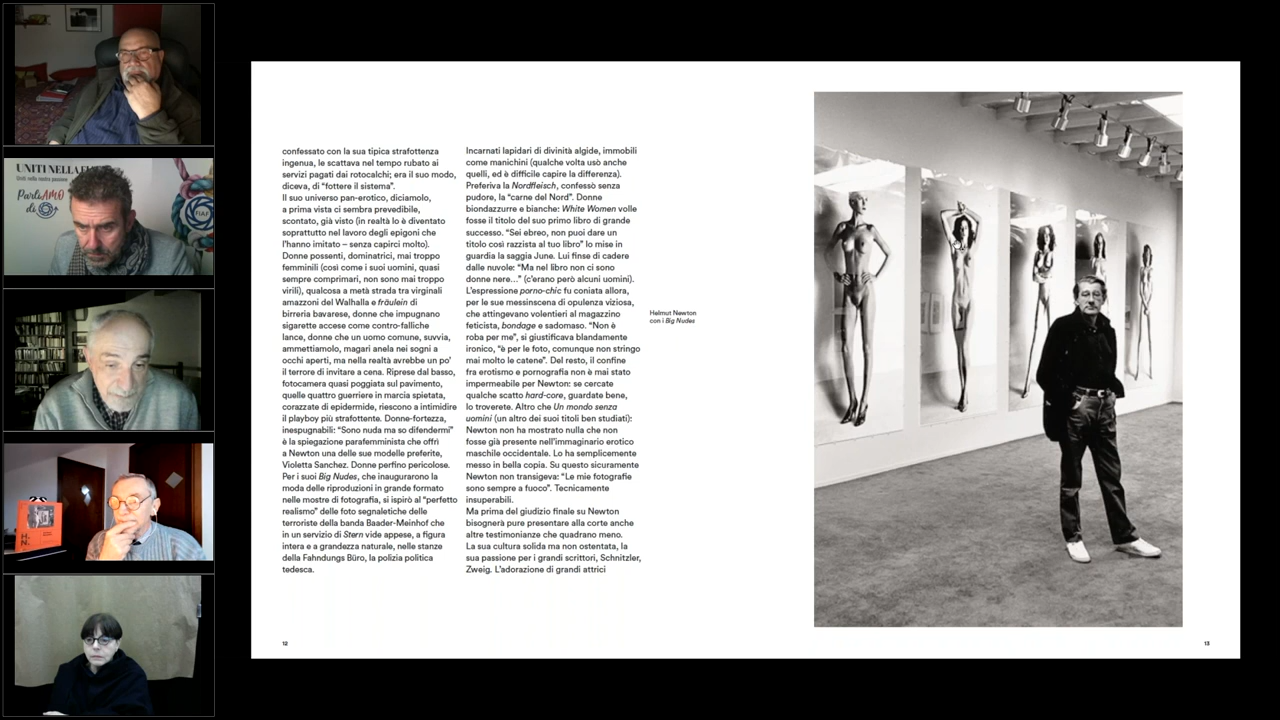 UNITI NELLA
Uniti nella nostra passione
ParliAMO
di
FIAF
confessato con la sua tipica strafottenza
ingenua, le scattava nel tempo rubato ai
servizi pagati dai rotocalchi; era il suo modo,
diceva, di “fottere il sistema”.
Il suo universo pan-erotico, diciamolo,
a prima vista ci sembra prevedibile,
scontato, già visto (in realtà lo è diventato
soprattutto nel lavoro degli epigoni che
l’hanno imitato – senza capirci molto).
Donne possenti, dominatrici, mai troppo
femminili (così come i suoi uomini, quasi
sempre comprimari, non sono mai troppo
virili), qualcosa a metà strada tra virginali
amazzoni del Walhalla e fräulein di
birreria bavarese, donne che impugnano
sigarette accese come contro-falliche
lance, donne che un uomo comune, suvvia,
ammettiamolo, magari anela nei sogni a
occhi aperti, ma nella realtà avrebbe un po’
il terrore di invitare a cena. Riprese dal basso,
fotocamera quasi poggiata sul pavimento,
quelle quattro guerriere in marcia spietata,
corazzate di epidermide, riescono a intimidire
il playboy più strafottente. Donne-fortezza,
inespugnabili: “Sono nuda ma so difendermi”
è la spiegazione parafemminista che offrì
a Newton una delle sue modelle preferite,
Violetta Sanchez. Donne perfino pericolose.
Per i suoi Big Nudes, che inaugurarono la
moda delle riproduzioni in grande formato
nelle mostre di fotografia, si ispirò al “perfetto
realismo” delle foto segnaletiche delle
terroriste della banda Baader-Meinhof che
in un servizio di Stern vide appese, a figura
intera e a grandezza naturale, nelle stanze
della Fahndungs Büro, la polizia politica
tedesca.
Incarnati lapidari di divinità algide, immobili
come manichini (qualche volta usò anche
quelli, ed è difficile capire la differenza).
Preferiva la Nordfleisch, confessò senza
pudore, la “carne del Nord”. Donne
biondazzurre e bianche: White Women volle
fosse il titolo del suo primo libro di grande
successo. “Sei ebreo, non puoi dare un
titolo così razzista al tuo libro” lo mise in
guardia la saggia June. Lui finse di cadere
dalle nuvole: “Ma nel libro non ci sono
donne nere…” (c’erano però alcuni uomini).
L’espressione porno-chic fu coniata allora,
per le sue messinscena di opulenza viziosa,
che attingevano volentieri al magazzino
feticista, bondage e sadomaso. “Non è
roba per me”, si giustificava blandamente
ironico, “è per le foto, comunque non stringo
mai molto le catene”. Del resto, il confine
fra erotismo e pornografia non è mai stato
impermeabile per Newton: se cercate
qualche scatto hard-core, guardate bene,
lo troverete. Altro che Un mondo senza
uomini (un altro dei suoi titoli ben studiati):
Newton non ha mostrato nulla che non
fosse già presente nell’immaginario erotico
maschile occidentale. Lo ha semplicemente
messo in bella copia. Su questo sicuramente
Newton non transigeva: “Le mie fotografie
sono sempre a fuoco”. Tecnicamente
insuperabili.
Ma prima del giudizio finale su Newton
bisognerà pure presentare alla corte anche
altre testimonianze che quadrano meno.
La sua cultura solida ma non ostentata, la
sua passione per i grandi scrittori, Schnitzler,
Zweig. L’adorazione di grandi attrici
Helmut Newton
con i Big Nudes
12
13